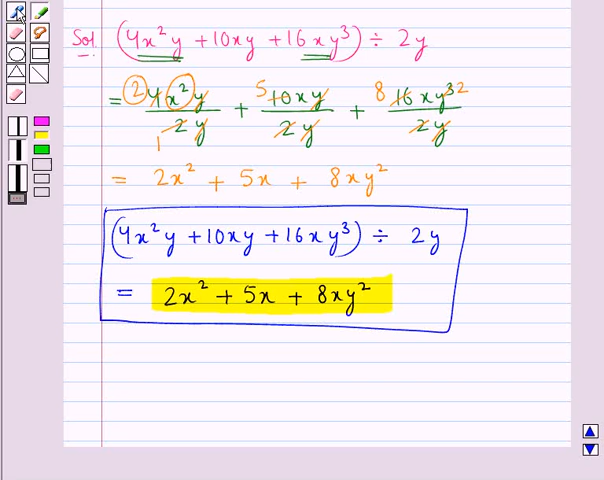 Sol (4x²y + 10xy + 16xy³) ÷ 2y
= 2 4x²y / 1 2y + 5 10xy / 2y + 8 16xy³ 2 / 2y
= 2x² + 5x + 8xy²
(4x²y + 10xy + 16xy³) ÷ 2y
= 2x² + 5x + 8xy²